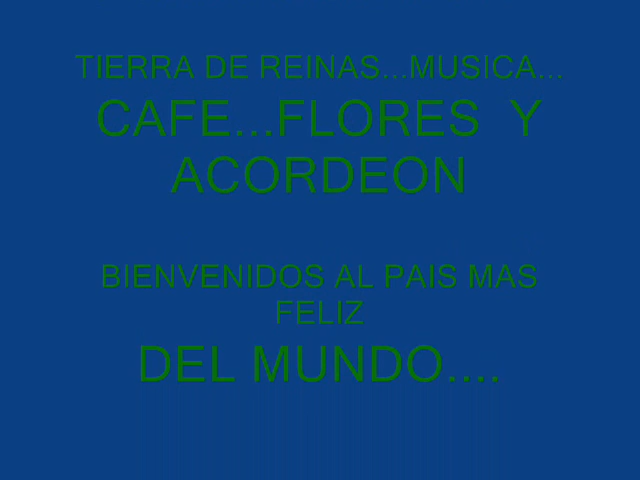 TIERRA DE REINAS...MUSICA...
CAFE...FLORES Y
ACORDEON
BIENVENIDOS AL PAIS MAS
FELIZ
DEL MUNDO....